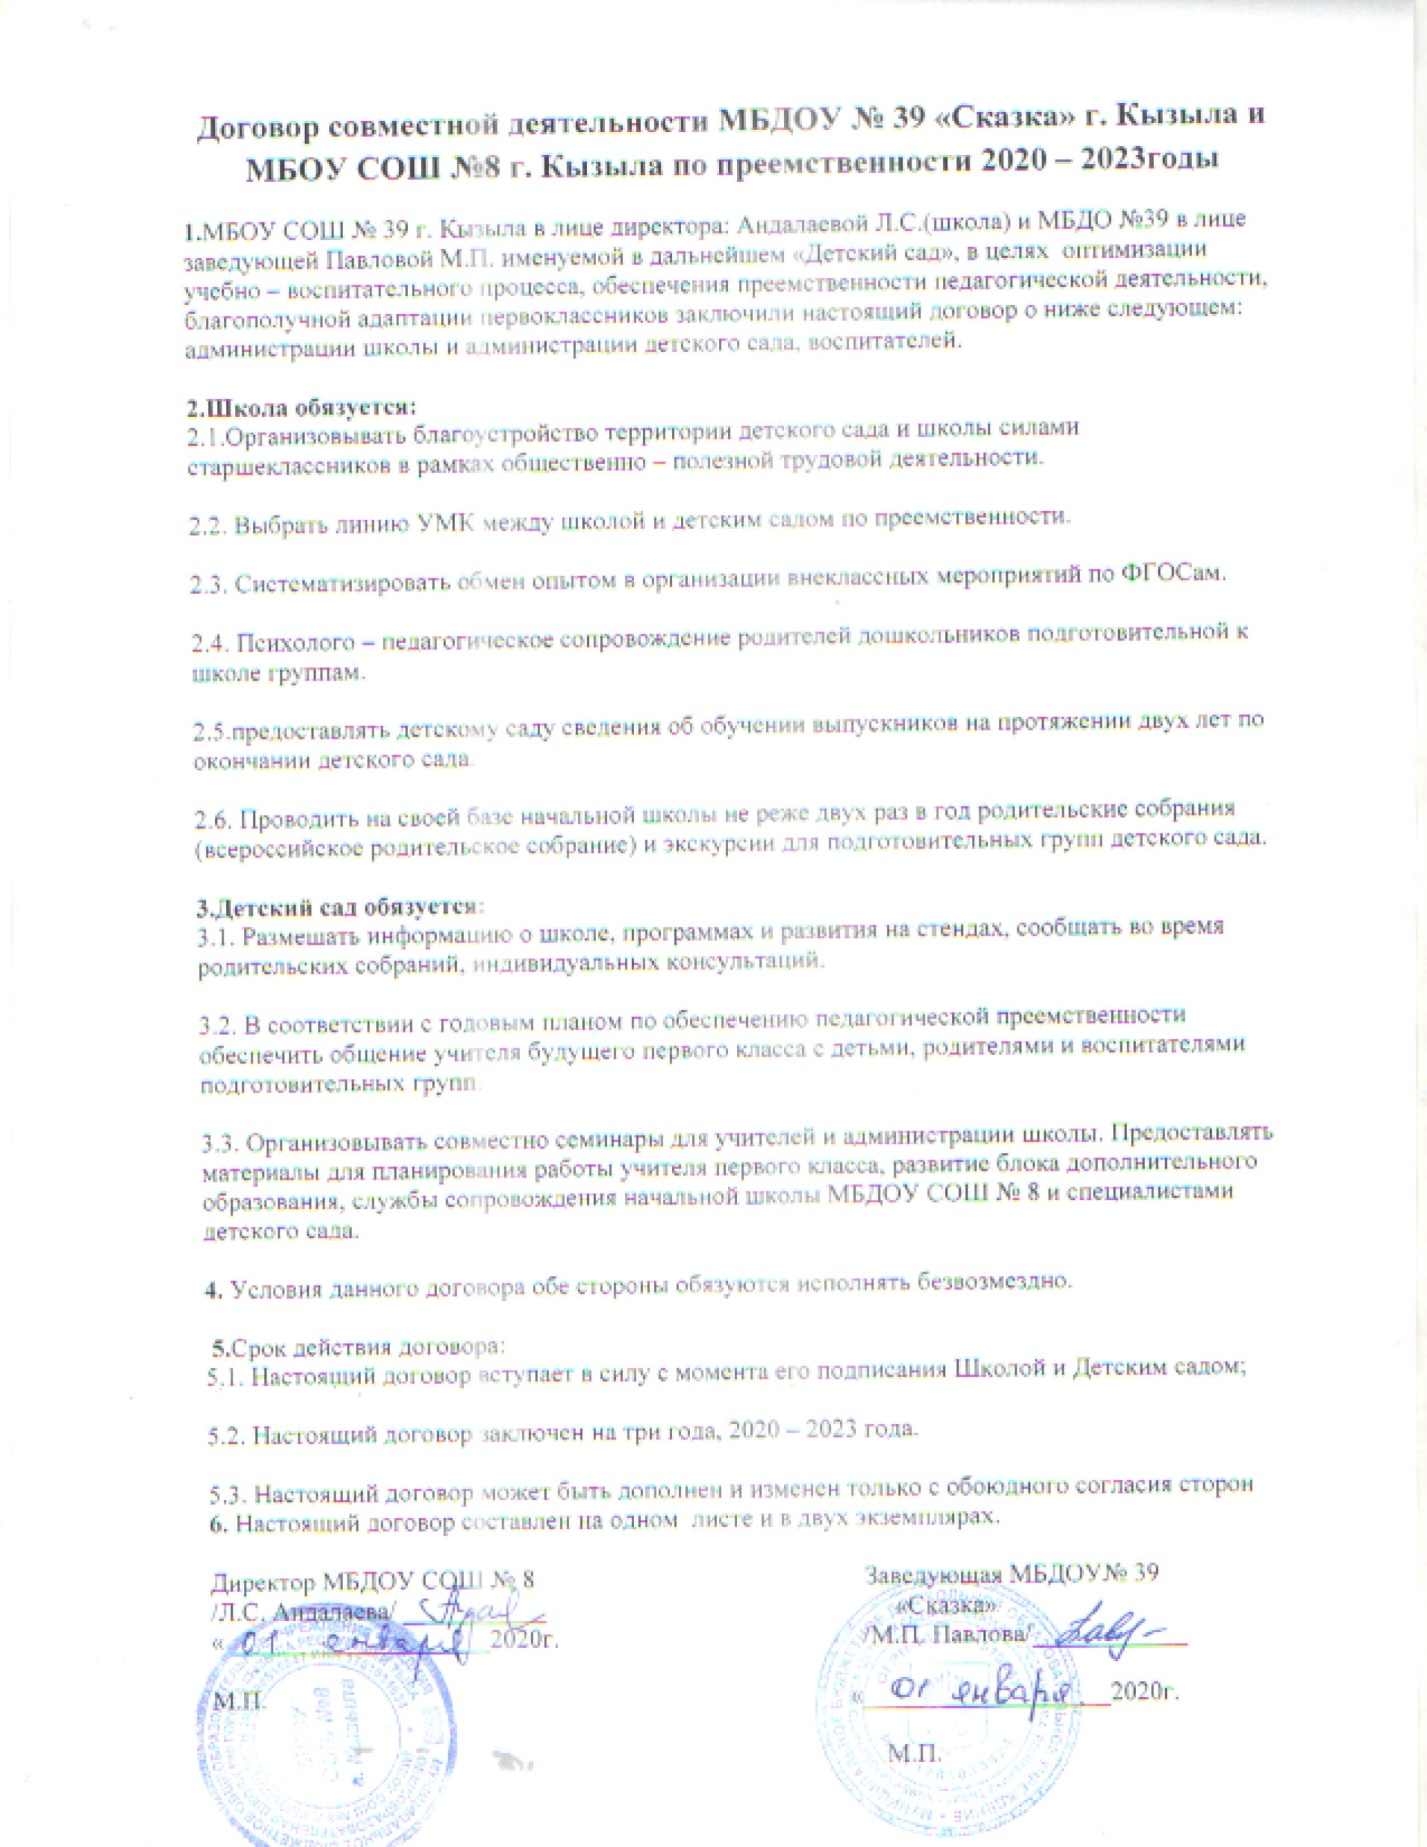 Договор совместной деятельности МБДОУ № 39 «Сказка» г. Кызыла и
МБОУ СОШ №8 г. Кызыла по преемственности 2020 – 2023годы
1.МБОУ СОШ № 39 г. Кызыла в лице директора: Андалаевой Л.С.(школа) и МБДО №39 в лице
заведующей Павловой М.П. именуемой в дальнейшем «Детский сад», в целях оптимизации
учебно – воспитательного процесса, обеспечения преемственности педагогической деятельности,
благополучной адаптации первоклассников заключили настоящий договор о ниже следующем:
администрации школы и администрации детского сада, воспитателей.
2.Школа обязуется:
2.1.Организовывать благоустройство территории детского сада и школы силами
старшеклассников в рамках общественно – полезной трудовой деятельности.
2.2. Выбрать линию УМК между школой и детским садом по преемственности.
2.3. Систематизировать обмен опытом в организации внеклассных мероприятий по ФГОСам.
2.4. Психолого – педагогическое сопровождение родителей дошкольников подготовительной к
школе группам.
2.5.предоставлять детскому саду сведения об обучении выпускников на протяжении двух лет по
окончании детского сада.
2.6. Проводить на своей базе начальной школы не реже двух раз в год родительские собрания
(всероссийское родительское собрание) и экскурсии для подготовительных групп детского сада.
3.Детский сад обязуется:
3.1. Размешать информацию о школе, программах и развития на стендах, сообщать во время
родительских собраний, индивидуальных консультаций.
3.2. В соответствии с годовым планом по обеспечению педагогической преемственности
обеспечить общение учителя будущего первого класса с детьми, родителями и воспитателями
подготовительных групп.
3.3. Организовывать совместно семинары для учителей и администрации школы. Предоставлять
материалы для планирования работы учителя первого класса, развитие блока дополнительного
образования, службы сопровождения начальной школы МБДОУ СОШ № 8 и специалистами
детского сада.
4. Условия данного договора обе стороны обязуются исполнять безвозмездно.
5.Срок действия договора:
5.1. Настоящий договор вступает в силу с момента его подписания Школой и Детским садом;
5.2. Настоящий договор заключен на три года, 2020 – 2023 года.
5.3. Настоящий договор может быть дополнен и изменен только с обоюдного согласия сторон
6. Настоящий договор составлен на одном листе и в двух экземплярах.
Директор МБДОУ СОШ № 8
/Л.С. Андалаева/
« 01 января 2020г.
М.П.
Заведующая МБДОУ№ 39
«Сказка»
/М.П. Павлова/
« 01 января 2020г.
М.П.